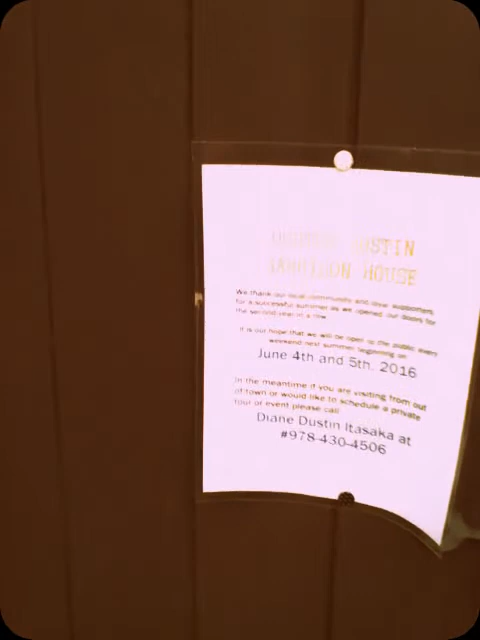 DUSTIN
GARRISON HOUSE
We thank our local community and dear supporters
for a successful summer as we opened our doors for
the second year in a row.
It is our hope that we will be open to the public every
weekend next summer beginning on
June 4th and 5th, 2016
In the meantime if you are visiting from out
of town or would like to schedule a private
tour or event please call
Diane Dustin Itasaka at
#978-430-4506